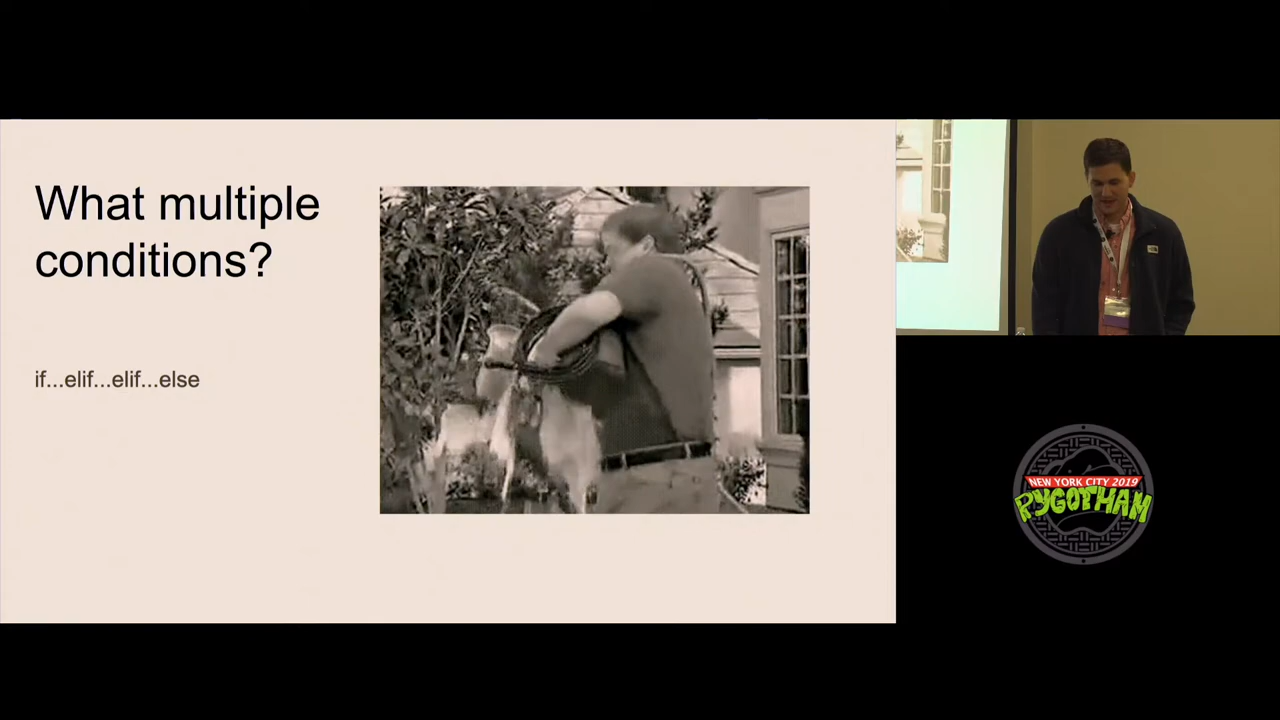 What multiple
conditions?
if...elif...elif...else
NEW YORK CITY 2019
PYGOTHAM